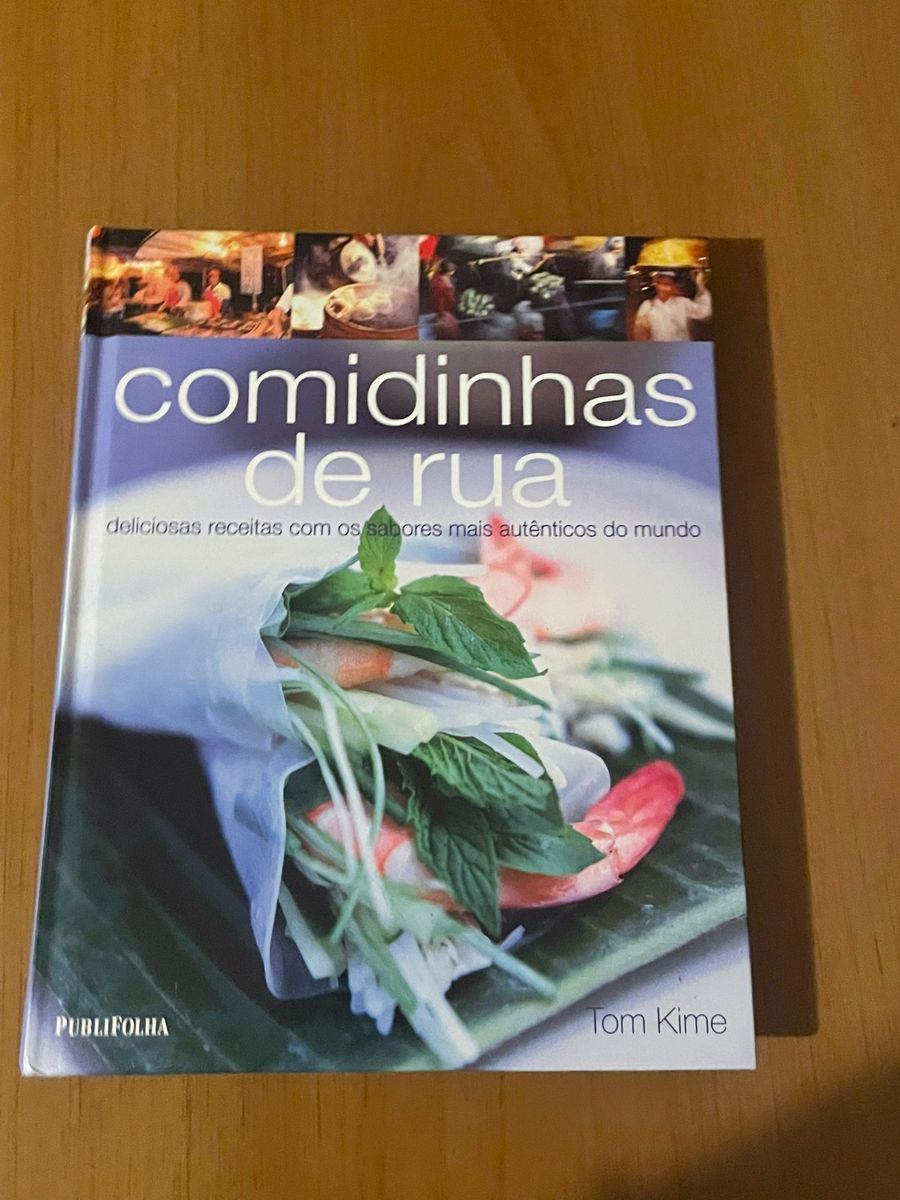 comidinhas
de rua
deliciosas receitas com os sabores mais autênticos do mundo
PUBLIFOLHA
Tom Kime